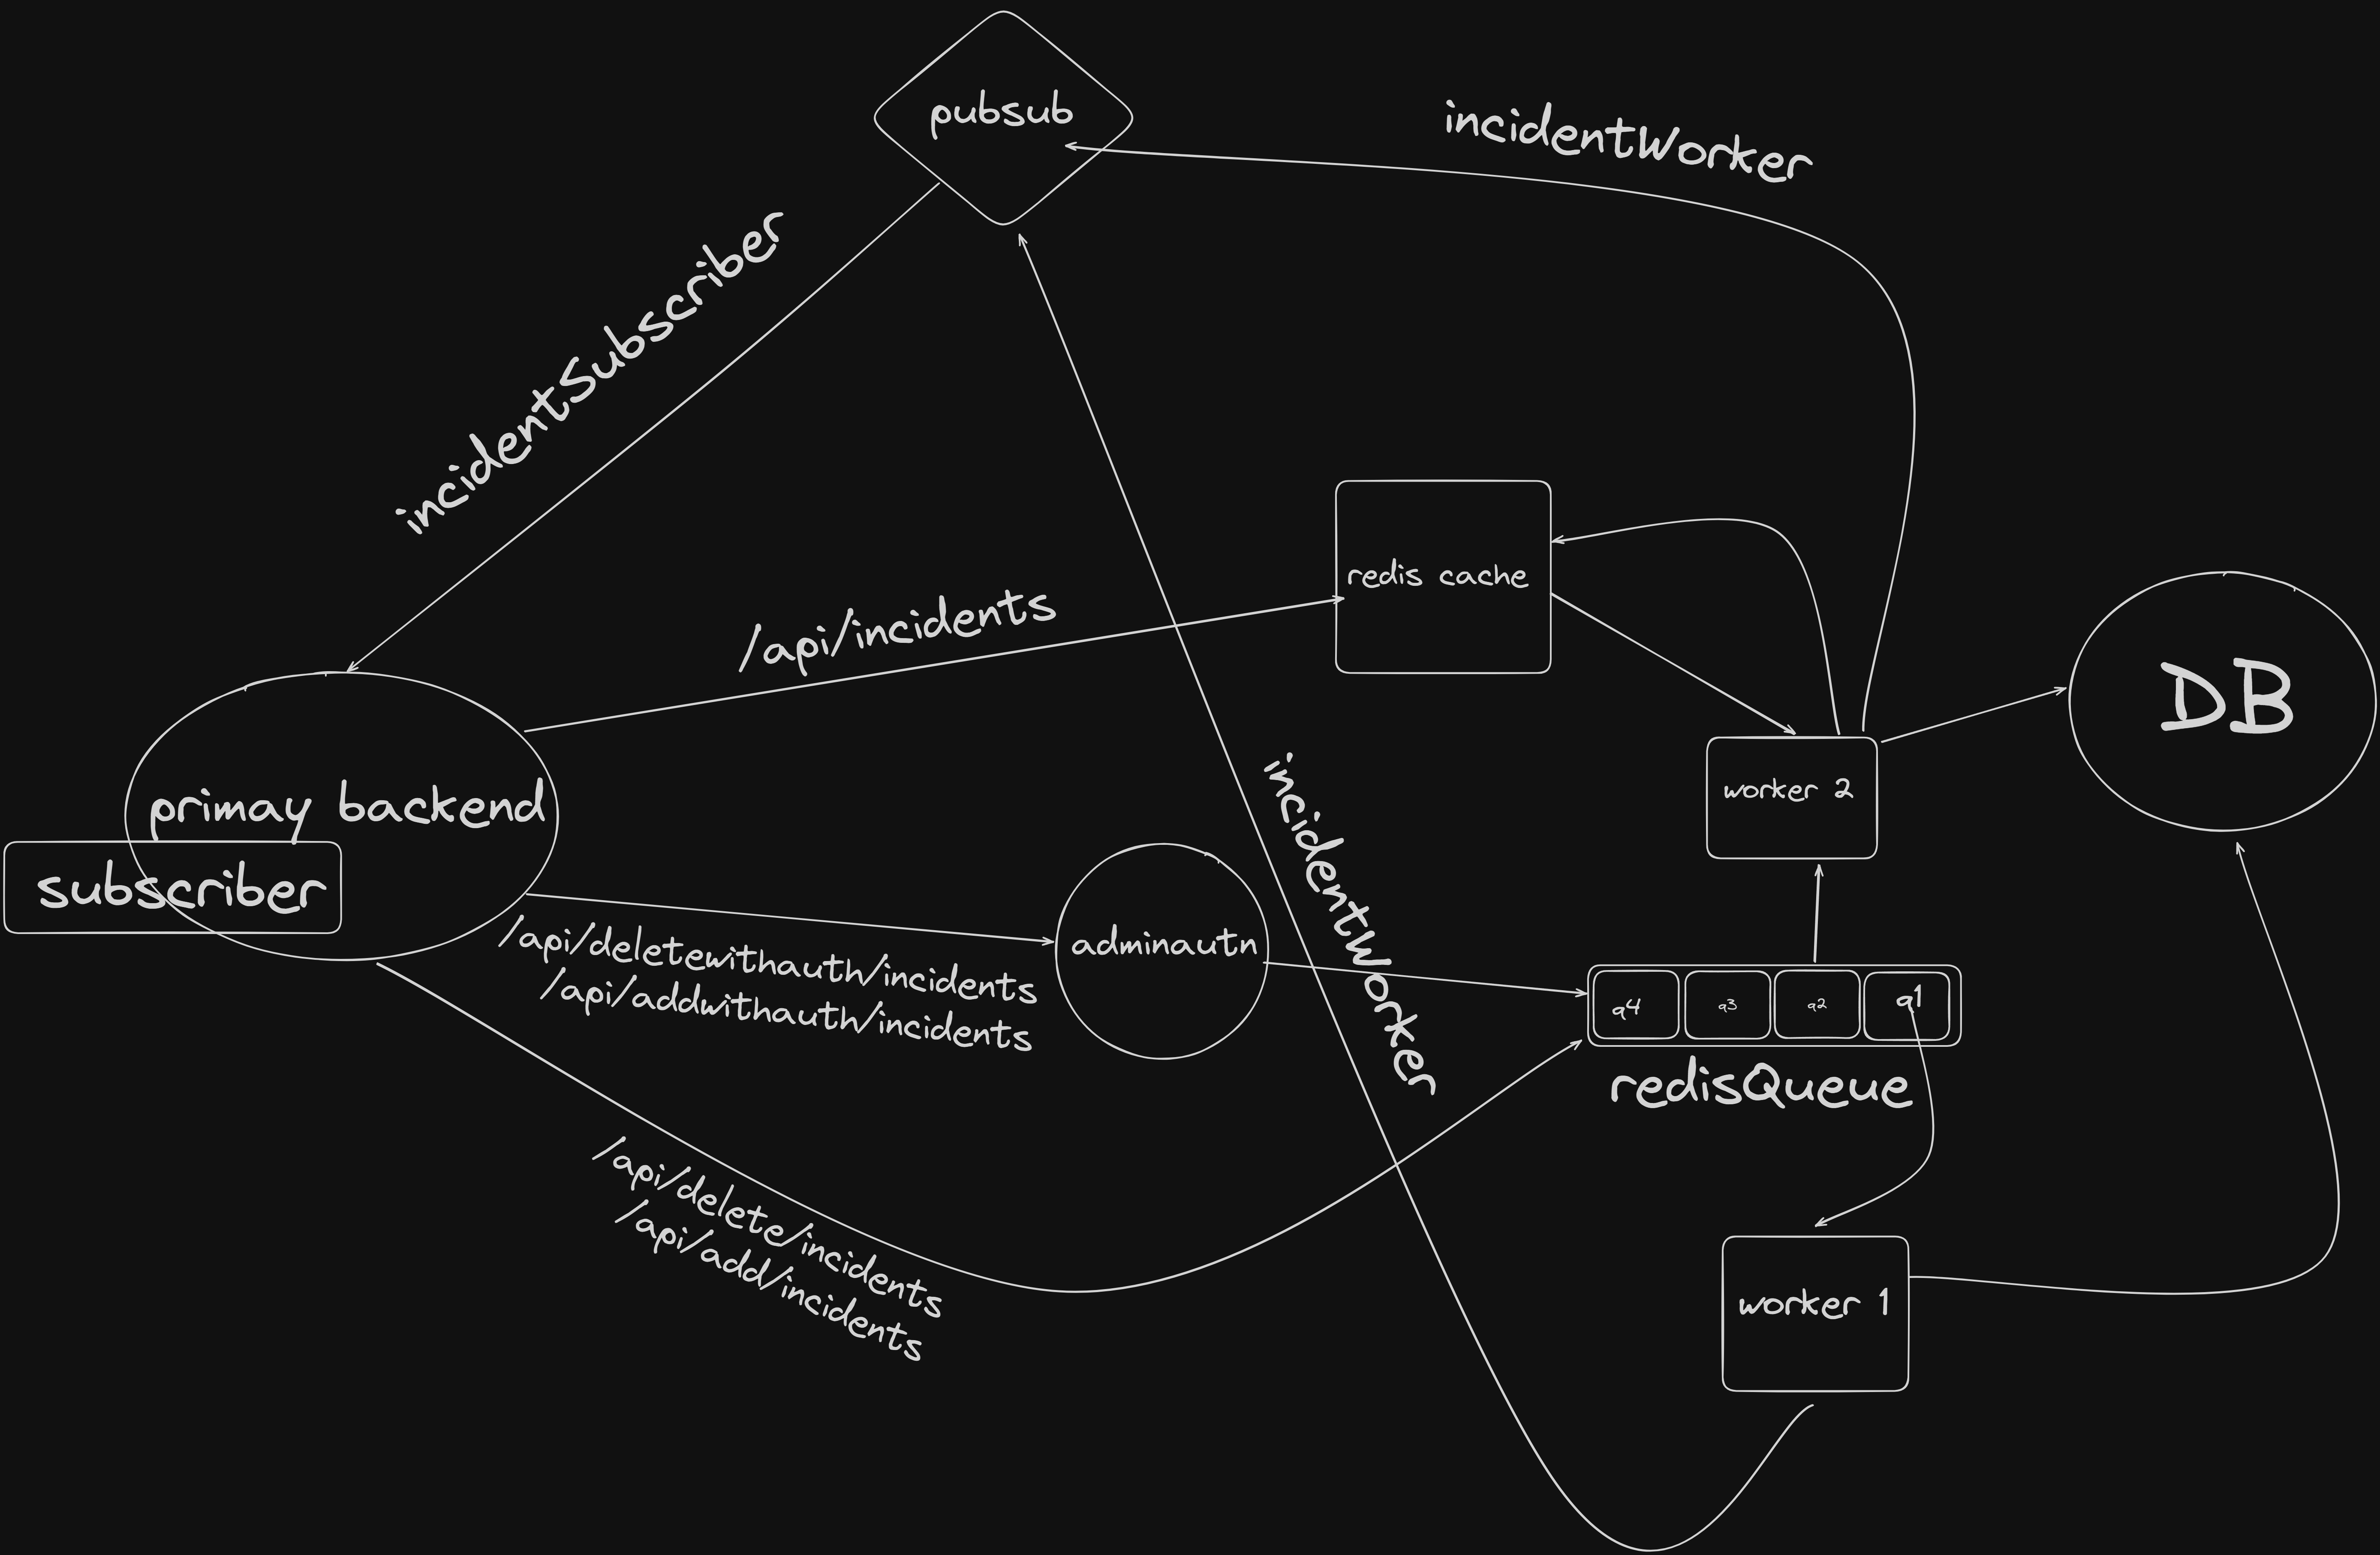 pubsub
incidentWorker
incidentSubscriber
redis cache
/api/incidents
DB
primay backend
worker 2
subscriber
adminautn
/api/deletewithauth/incidents
/api/addwithauth/incidents
incidentWorker
q4
q3
q2
q1
redisQueue
/api/delete/incidents
/api/add/incidents
worker 1